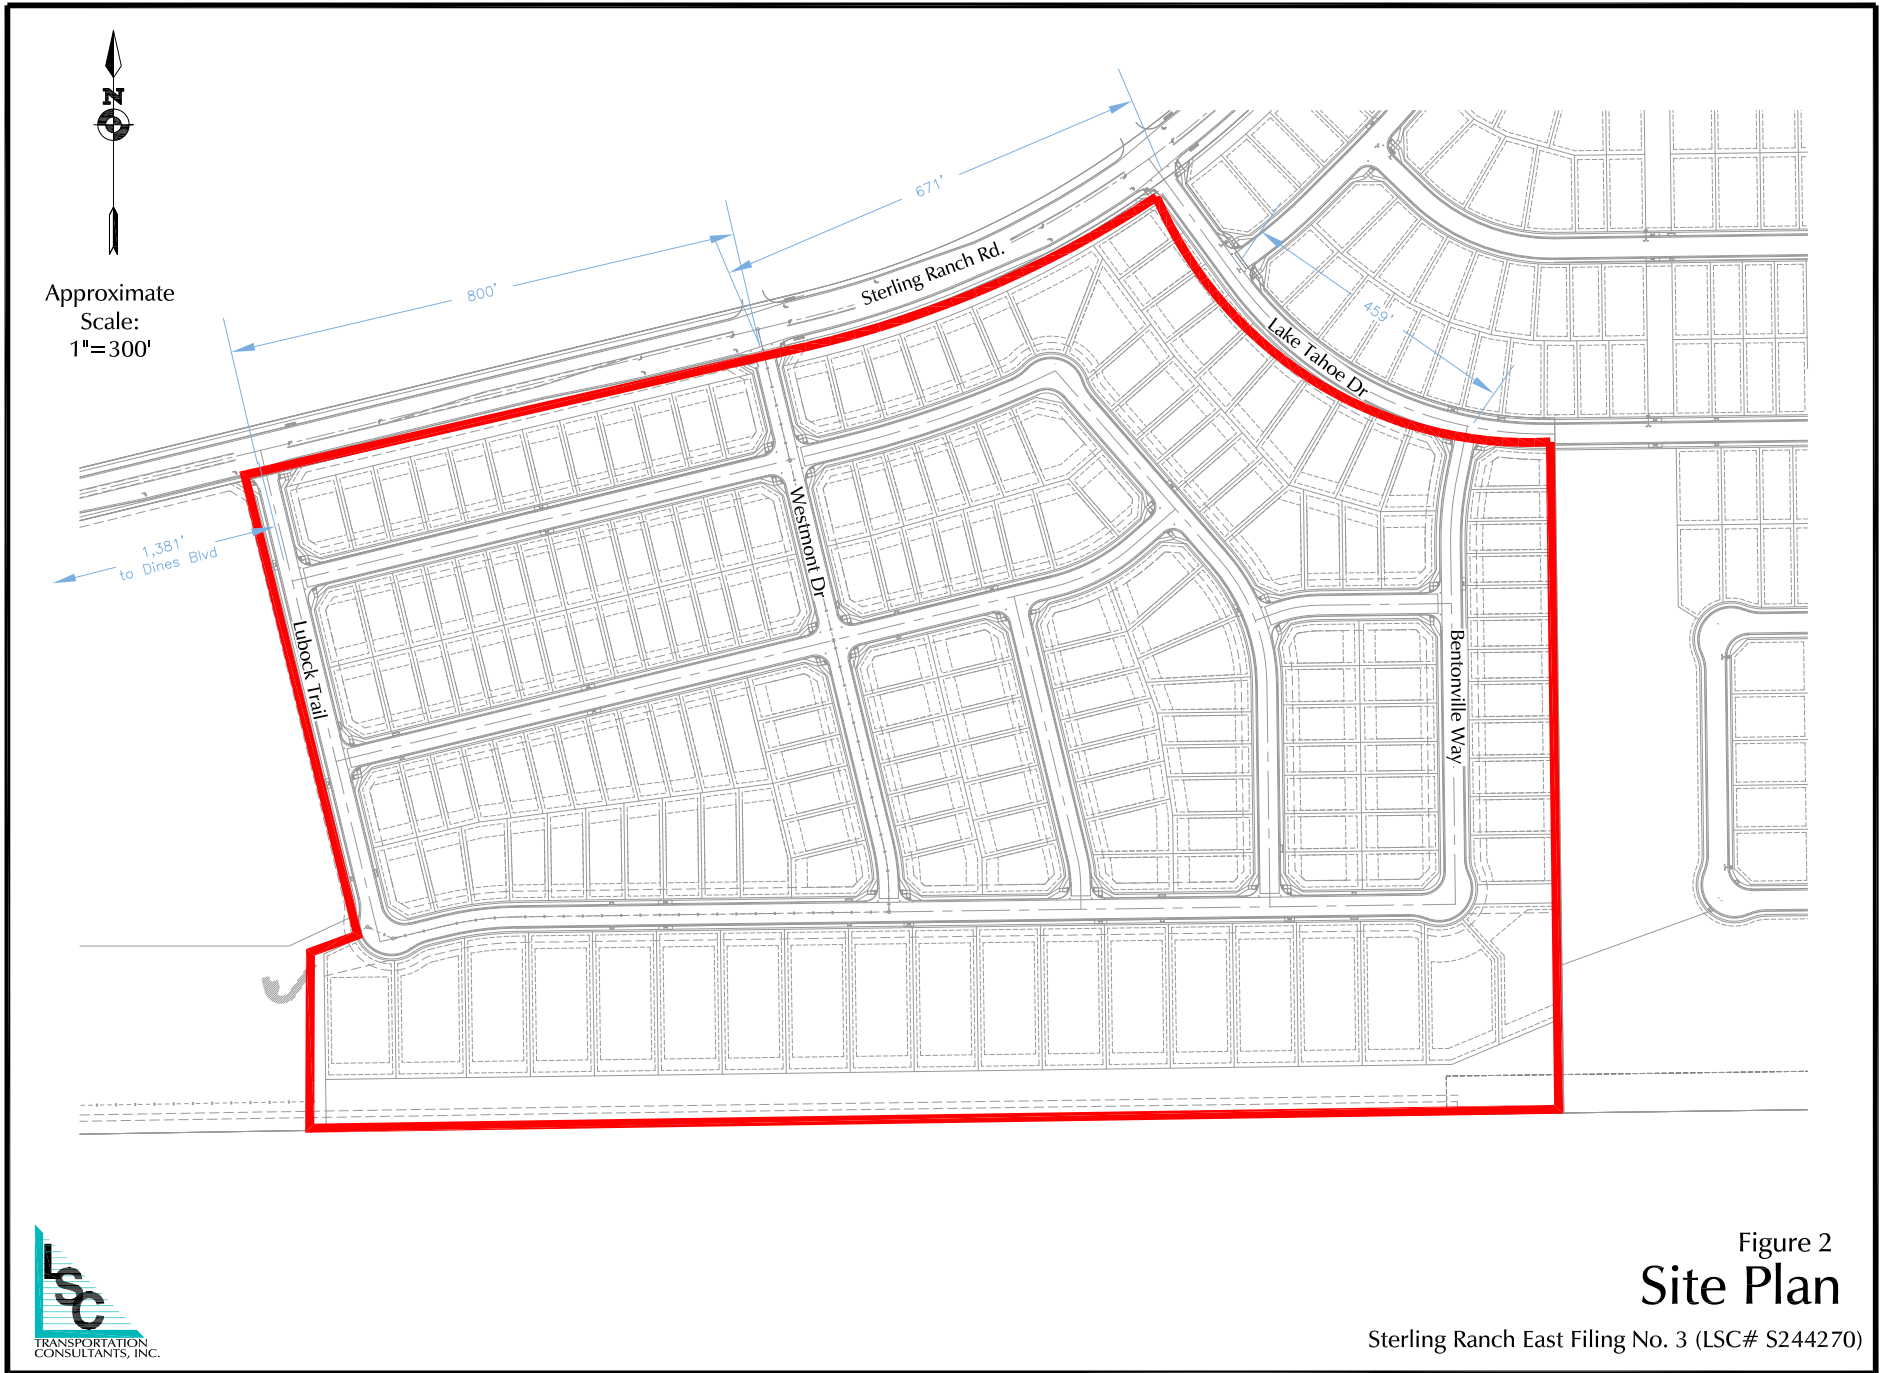 N
Approximate
Scale:
1"=300'
671'
800'
Sterling Ranch Rd.
459'
Lake Tahoe Dr
1,381'
to Dines Blvd
Westmont Dr
Lubock Trail
Bentonville Way
LSC
TRANSPORTATION
CONSULTANTS, INC.
Figure 2
Site Plan
Sterling Ranch East Filing No. 3 (LSC# S244270)